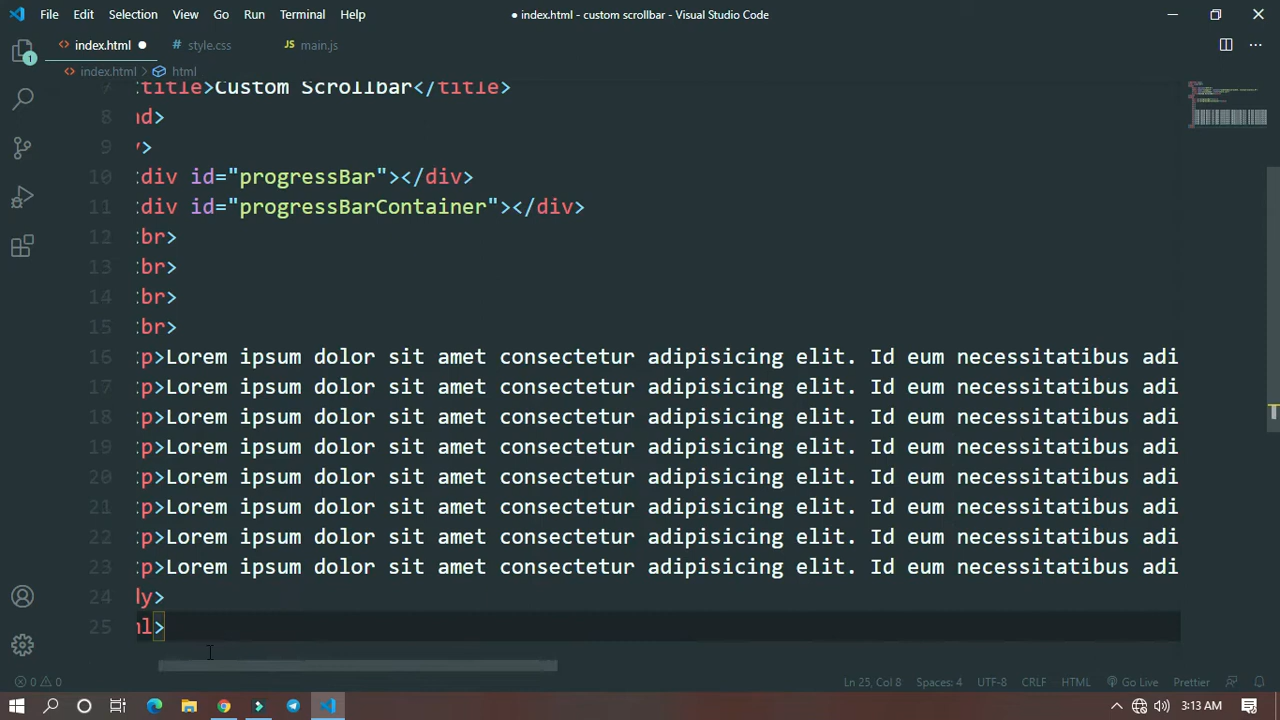 File Edit Selection View Go Run Terminal Help ● index.html - custom scrollbar - Visual Studio Code
1 <> index.html ● # style.css JS main.js
<> index.html > html
7 title>Custom Scrollbar</title>
8 nd>
9 y>
10 <div id="progressBar"></div>
11 <div id="progressBarContainer"></div>
12 <br>
13 <br>
14 <br>
15 <br>
16 <p>Lorem ipsum dolor sit amet consectetur adipisicing elit. Id eum necessitatibus adi
17 <p>Lorem ipsum dolor sit amet consectetur adipisicing elit. Id eum necessitatibus adi
18 <p>Lorem ipsum dolor sit amet consectetur adipisicing elit. Id eum necessitatibus adi
19 <p>Lorem ipsum dolor sit amet consectetur adipisicing elit. Id eum necessitatibus adi
20 <p>Lorem ipsum dolor sit amet consectetur adipisicing elit. Id eum necessitatibus adi
21 <p>Lorem ipsum dolor sit amet consectetur adipisicing elit. Id eum necessitatibus adi
22 <p>Lorem ipsum dolor sit amet consectetur adipisicing elit. Id eum necessitatibus adi
23 <p>Lorem ipsum dolor sit amet consectetur adipisicing elit. Id eum necessitatibus adi
24 dy>
25 ml>
0 0 Ln 25, Col 8 Spaces: 4 UTF-8 CRLF HTML Go Live Prettier
3:13 AM